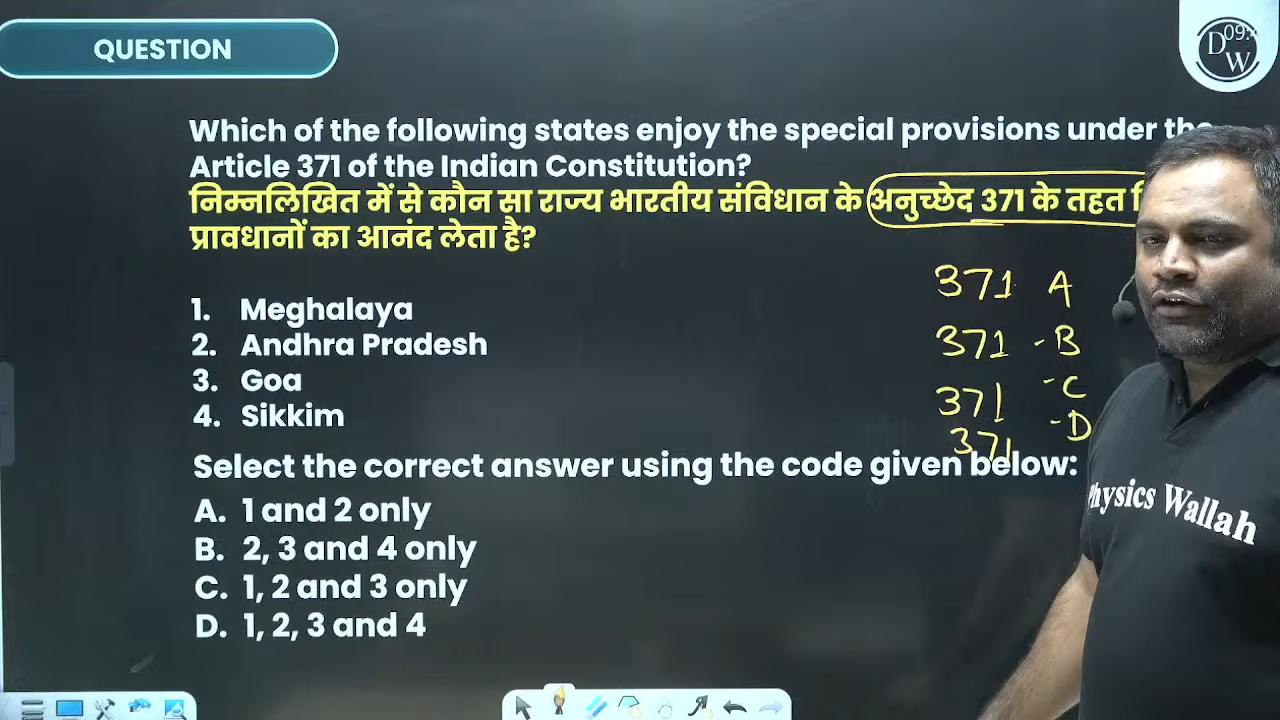 QUESTION
09:
D
W
Which of the following states enjoy the special provisions under the
Article 371 of the Indian Constitution?
निम्नलिखित में से कौन सा राज्य भारतीय संविधान के अनुच्छेद 371 के तहत
प्रावधानों का आनंद लेता है?
371 A
371 - B
371 - C
371 - D
1. Meghalaya
2. Andhra Pradesh
3. Goa
4. Sikkim
Select the correct answer using the code given below:
A. 1 and 2 only
B. 2, 3 and 4 only
C. 1, 2 and 3 only
D. 1, 2, 3 and 4
Physics Wallah